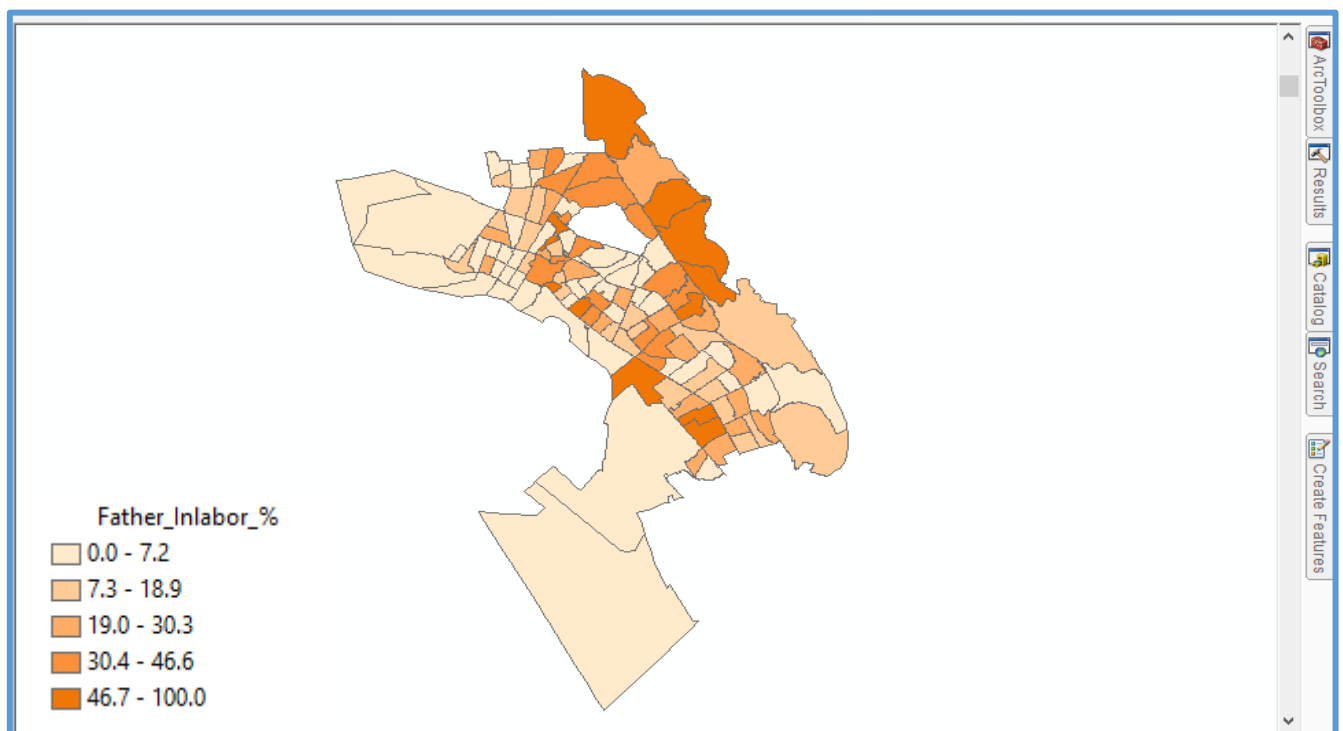 Father_Inlabor_%
0.0 - 7.2
7.3 - 18.9
19.0 - 30.3
30.4 - 46.6
46.7 - 100.0
ArcToolbox
Results
Catalog
Search
Create Features